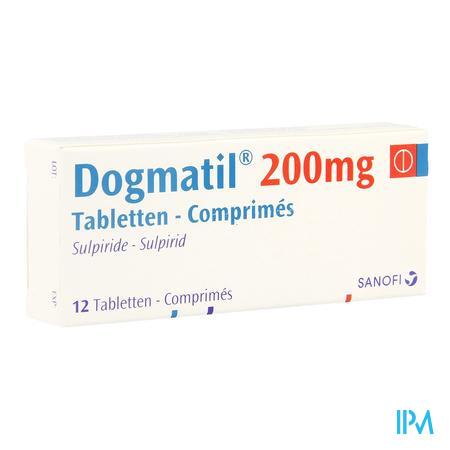 LOT:
EXP:
Dogmatil® 200mg
Tabletten - Comprimés
Sulpiride - Sulpirid
12 Tabletten - Comprimés
SANOFI
IPM